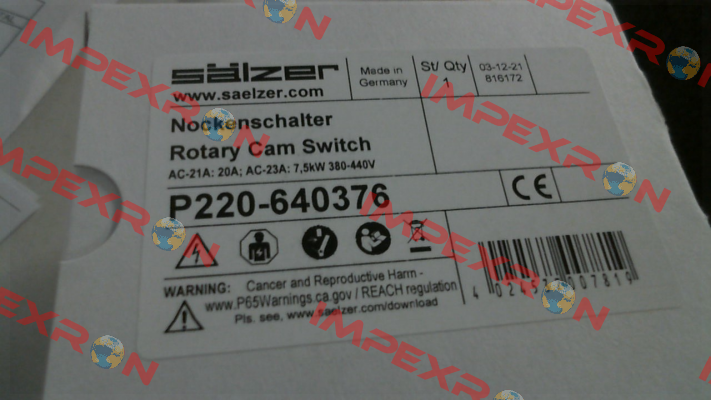 sälzer
www.saelzer.com
Made in
Germany
St/ Qty
1
03-12-21
816172
Nockenschalter
Rotary Cam Switch
AC-21A: 20A; AC-23A: 7,5kW 380-440V
P220-640376
CE
WARNING: Cancer and Reproductive Harm -
www.P65Warnings.ca.gov / REACH regulation
Pls. see, www.saelzer.com/download
IMPEXRON
IMPEXRON
IMPEXRON
IMPEXRON
IMPEXRON